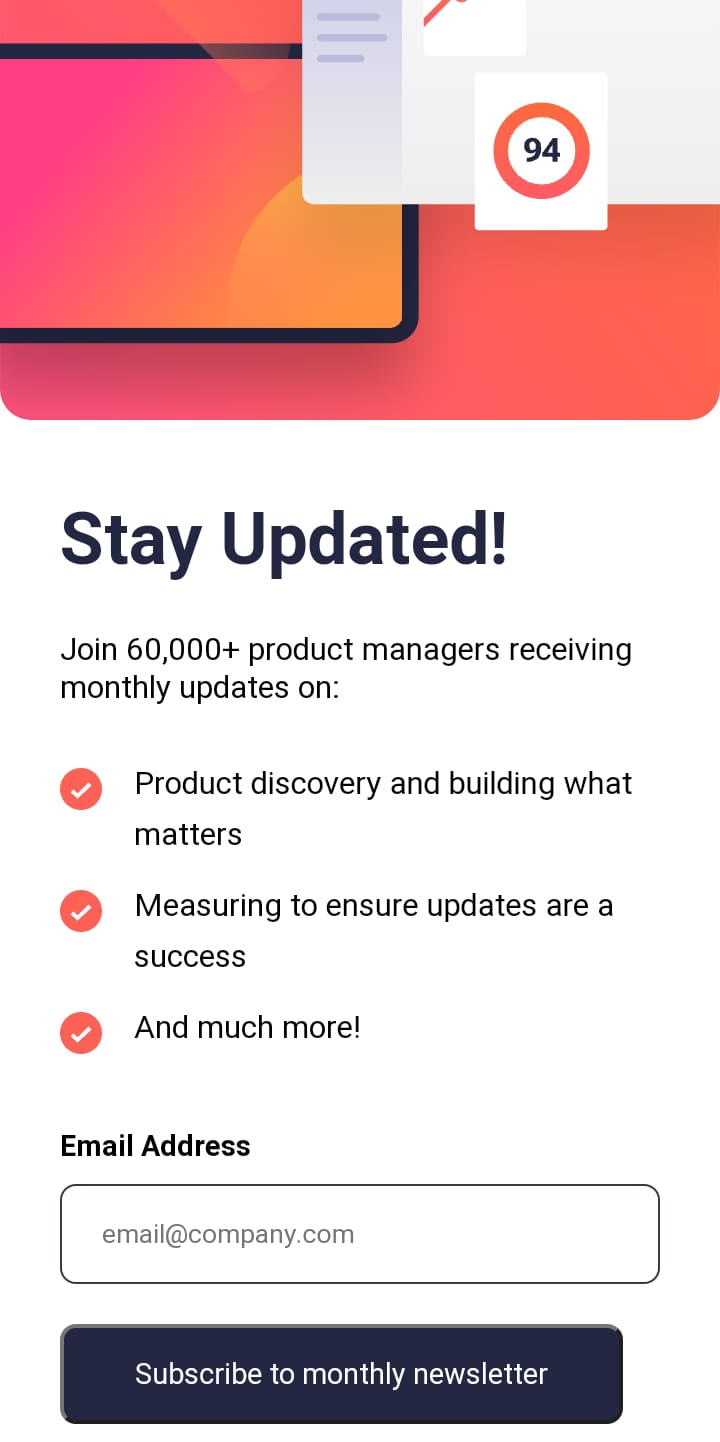 94
Stay Updated!
Join 60,000+ product managers receiving
monthly updates on:
Product discovery and building what
matters
Measuring to ensure updates are a
success
And much more!
Email Address
email@company.com
Subscribe to monthly newsletter